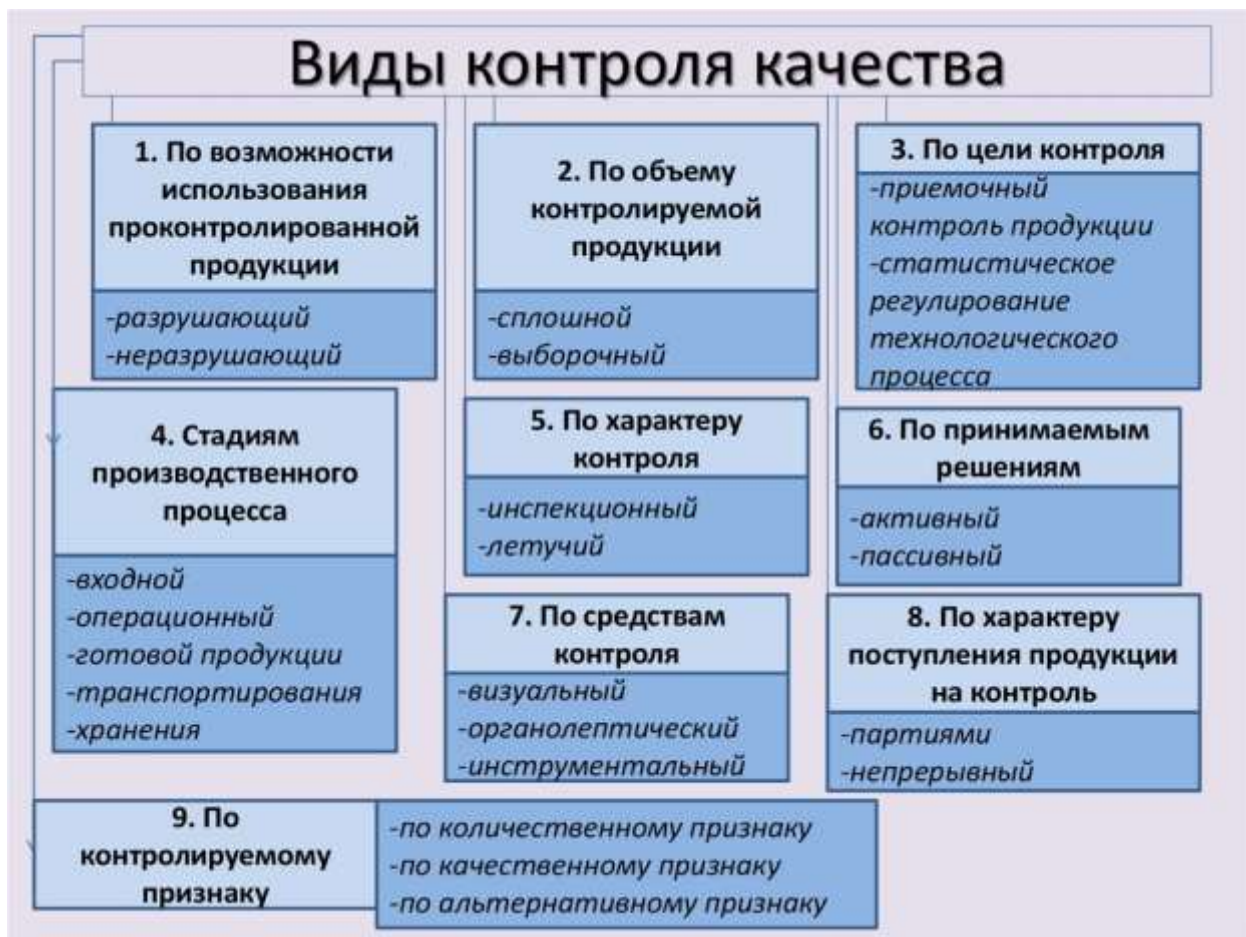 Виды контроля качества
1. По возможности
использования
проконтролированной
продукции
-разрушающий
-неразрушающий
2. По объему
контролируемой
продукции
-сплошной
-выборочный
3. По цели контроля
-приемочный
контроль продукции
-статистическое
регулирование
технологического
процесса
4. Стадиям
производственного
процесса
-входной
-операционный
-готовой продукции
-транспортирования
-хранения
5. По характеру
контроля
-инспекционный
-летучий
6. По принимаемым
решениям
-активный
-пассивный
7. По средствам
контроля
-визуальный
-органолептический
-инструментальный
8. По характеру
поступления продукции
на контроль
-партиями
-непрерывный
9. По
контролируемому
признаку
-по количественному признаку
-по качественному признаку
-по альтернативному признаку